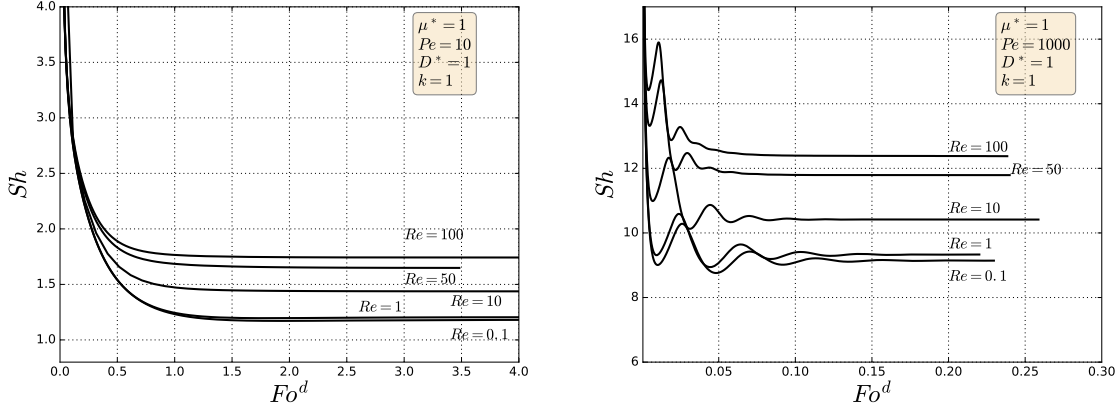 4.0
3.5
3.0
2.5
2.0
1.5
1.0
Sh
0.0 0.5 1.0 1.5 2.0 2.5 3.0 3.5 4.0
Fo^d
μ* = 1
Pe = 10
D* = 1
k = 1
Re = 100
Re = 50
Re = 10
Re = 1
Re = 0.1
16
14
12
10
8
6
Sh
0.05 0.10 0.15 0.20 0.25 0.30
Fo^d
μ* = 1
Pe = 1000
D* = 1
k = 1
Re = 100
Re = 50
Re = 10
Re = 1
Re = 0.1